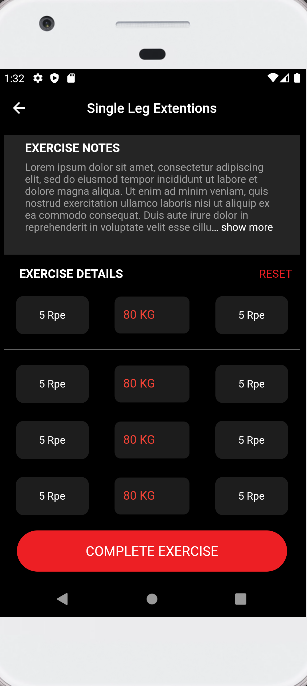 1:32
Single Leg Extentions
EXERCISE NOTES
Lorem ipsum dolor sit amet, consectetur adipiscing
elit, sed do eiusmod tempor incididunt ut labore et
dolore magna aliqua. Ut enim ad minim veniam, quis
nostrud exercitation ullamco laboris nisi ut aliquip ex
ea commodo consequat. Duis aute irure dolor in
reprehenderit in voluptate velit esse cillu... show more
EXERCISE DETAILS RESET
5 Rpe 80 KG 5 Rpe
5 Rpe 80 KG 5 Rpe
5 Rpe 80 KG 5 Rpe
5 Rpe 80 KG 5 Rpe
COMPLETE EXERCISE